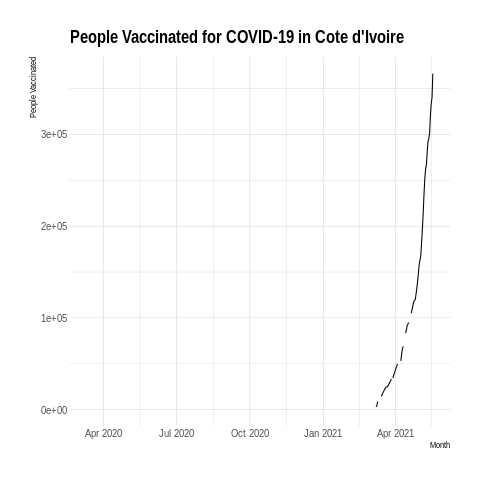 People Vaccinated for COVID-19 in Cote d'Ivoire
People Vaccinated
3e+05
2e+05
1e+05
0e+00
Apr 2020 Jul 2020 Oct 2020 Jan 2021 Apr 2021
Month